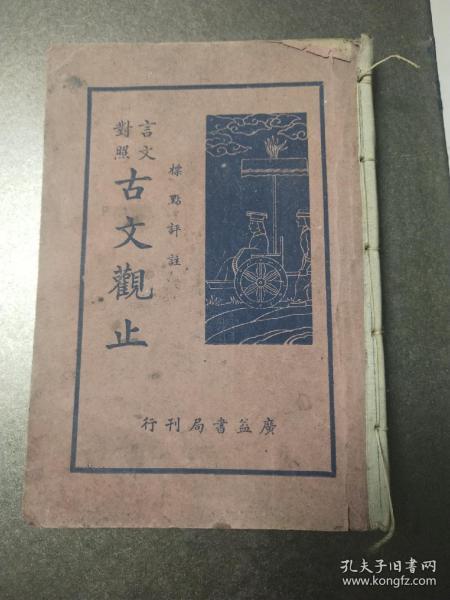 言文
對照
標點評註
古文觀止
廣益書局刊行
孔夫子旧书网
www.kongfz.com